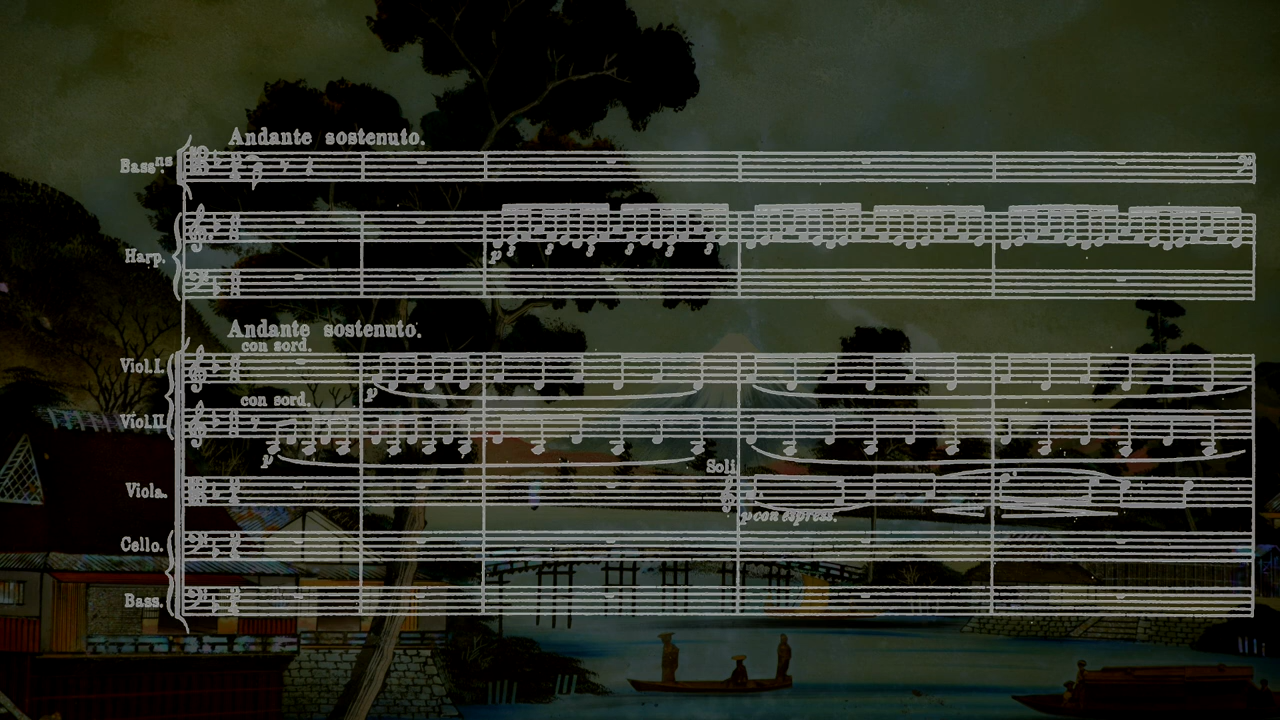 Andante sostenuto.
Bass^ns.
Harp.
p
Andante sostenuto.
con sord.
Viol.I.
p
con sord.
Viol.II.
p
Soli
Viola.
p con espress.
Cello.
Bass.